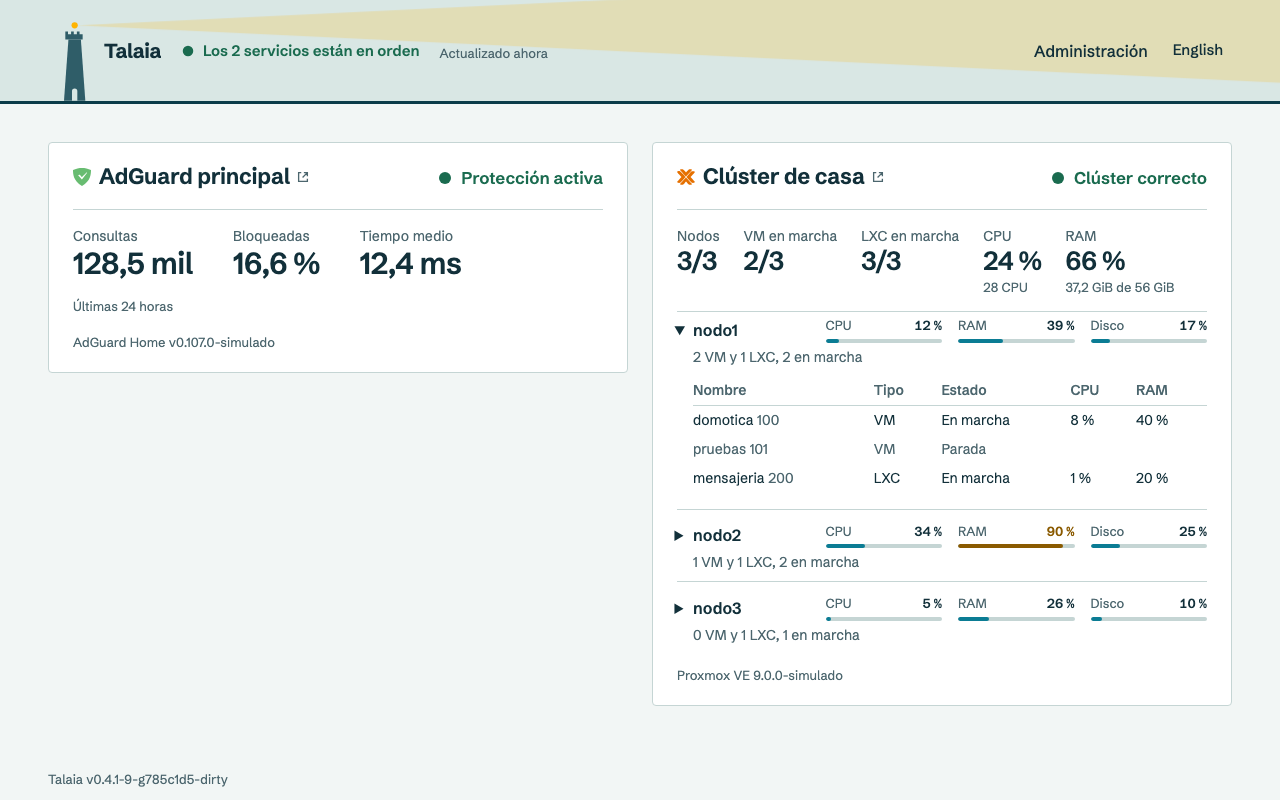 Talaia
Los 2 servicios están en orden
Actualizado ahora
Administración
English
AdGuard principal
Protección activa
Consultas
128,5 mil
Bloqueadas
16,6 %
Tiempo medio
12,4 ms
Últimas 24 horas
AdGuard Home v0.107.0-simulado
Clúster de casa
Clúster correcto
Nodos
3/3
VM en marcha
2/3
LXC en marcha
3/3
CPU
24 %
28 CPU
RAM
66 %
37,2 GiB de 56 GiB
nodo1
CPU 12 %
RAM 39 %
Disco 17 %
2 VM y 1 LXC, 2 en marcha
Nombre Tipo Estado CPU RAM
domotica 100 VM En marcha 8 % 40 %
pruebas 101 VM Parada
mensajeria 200 LXC En marcha 1 % 20 %
nodo2
CPU 34 %
RAM 90 %
Disco 25 %
1 VM y 1 LXC, 2 en marcha
nodo3
CPU 5 %
RAM 26 %
Disco 10 %
0 VM y 1 LXC, 1 en marcha
Proxmox VE 9.0.0-simulado
Talaia v0.4.1-9-g785c1d5-dirty